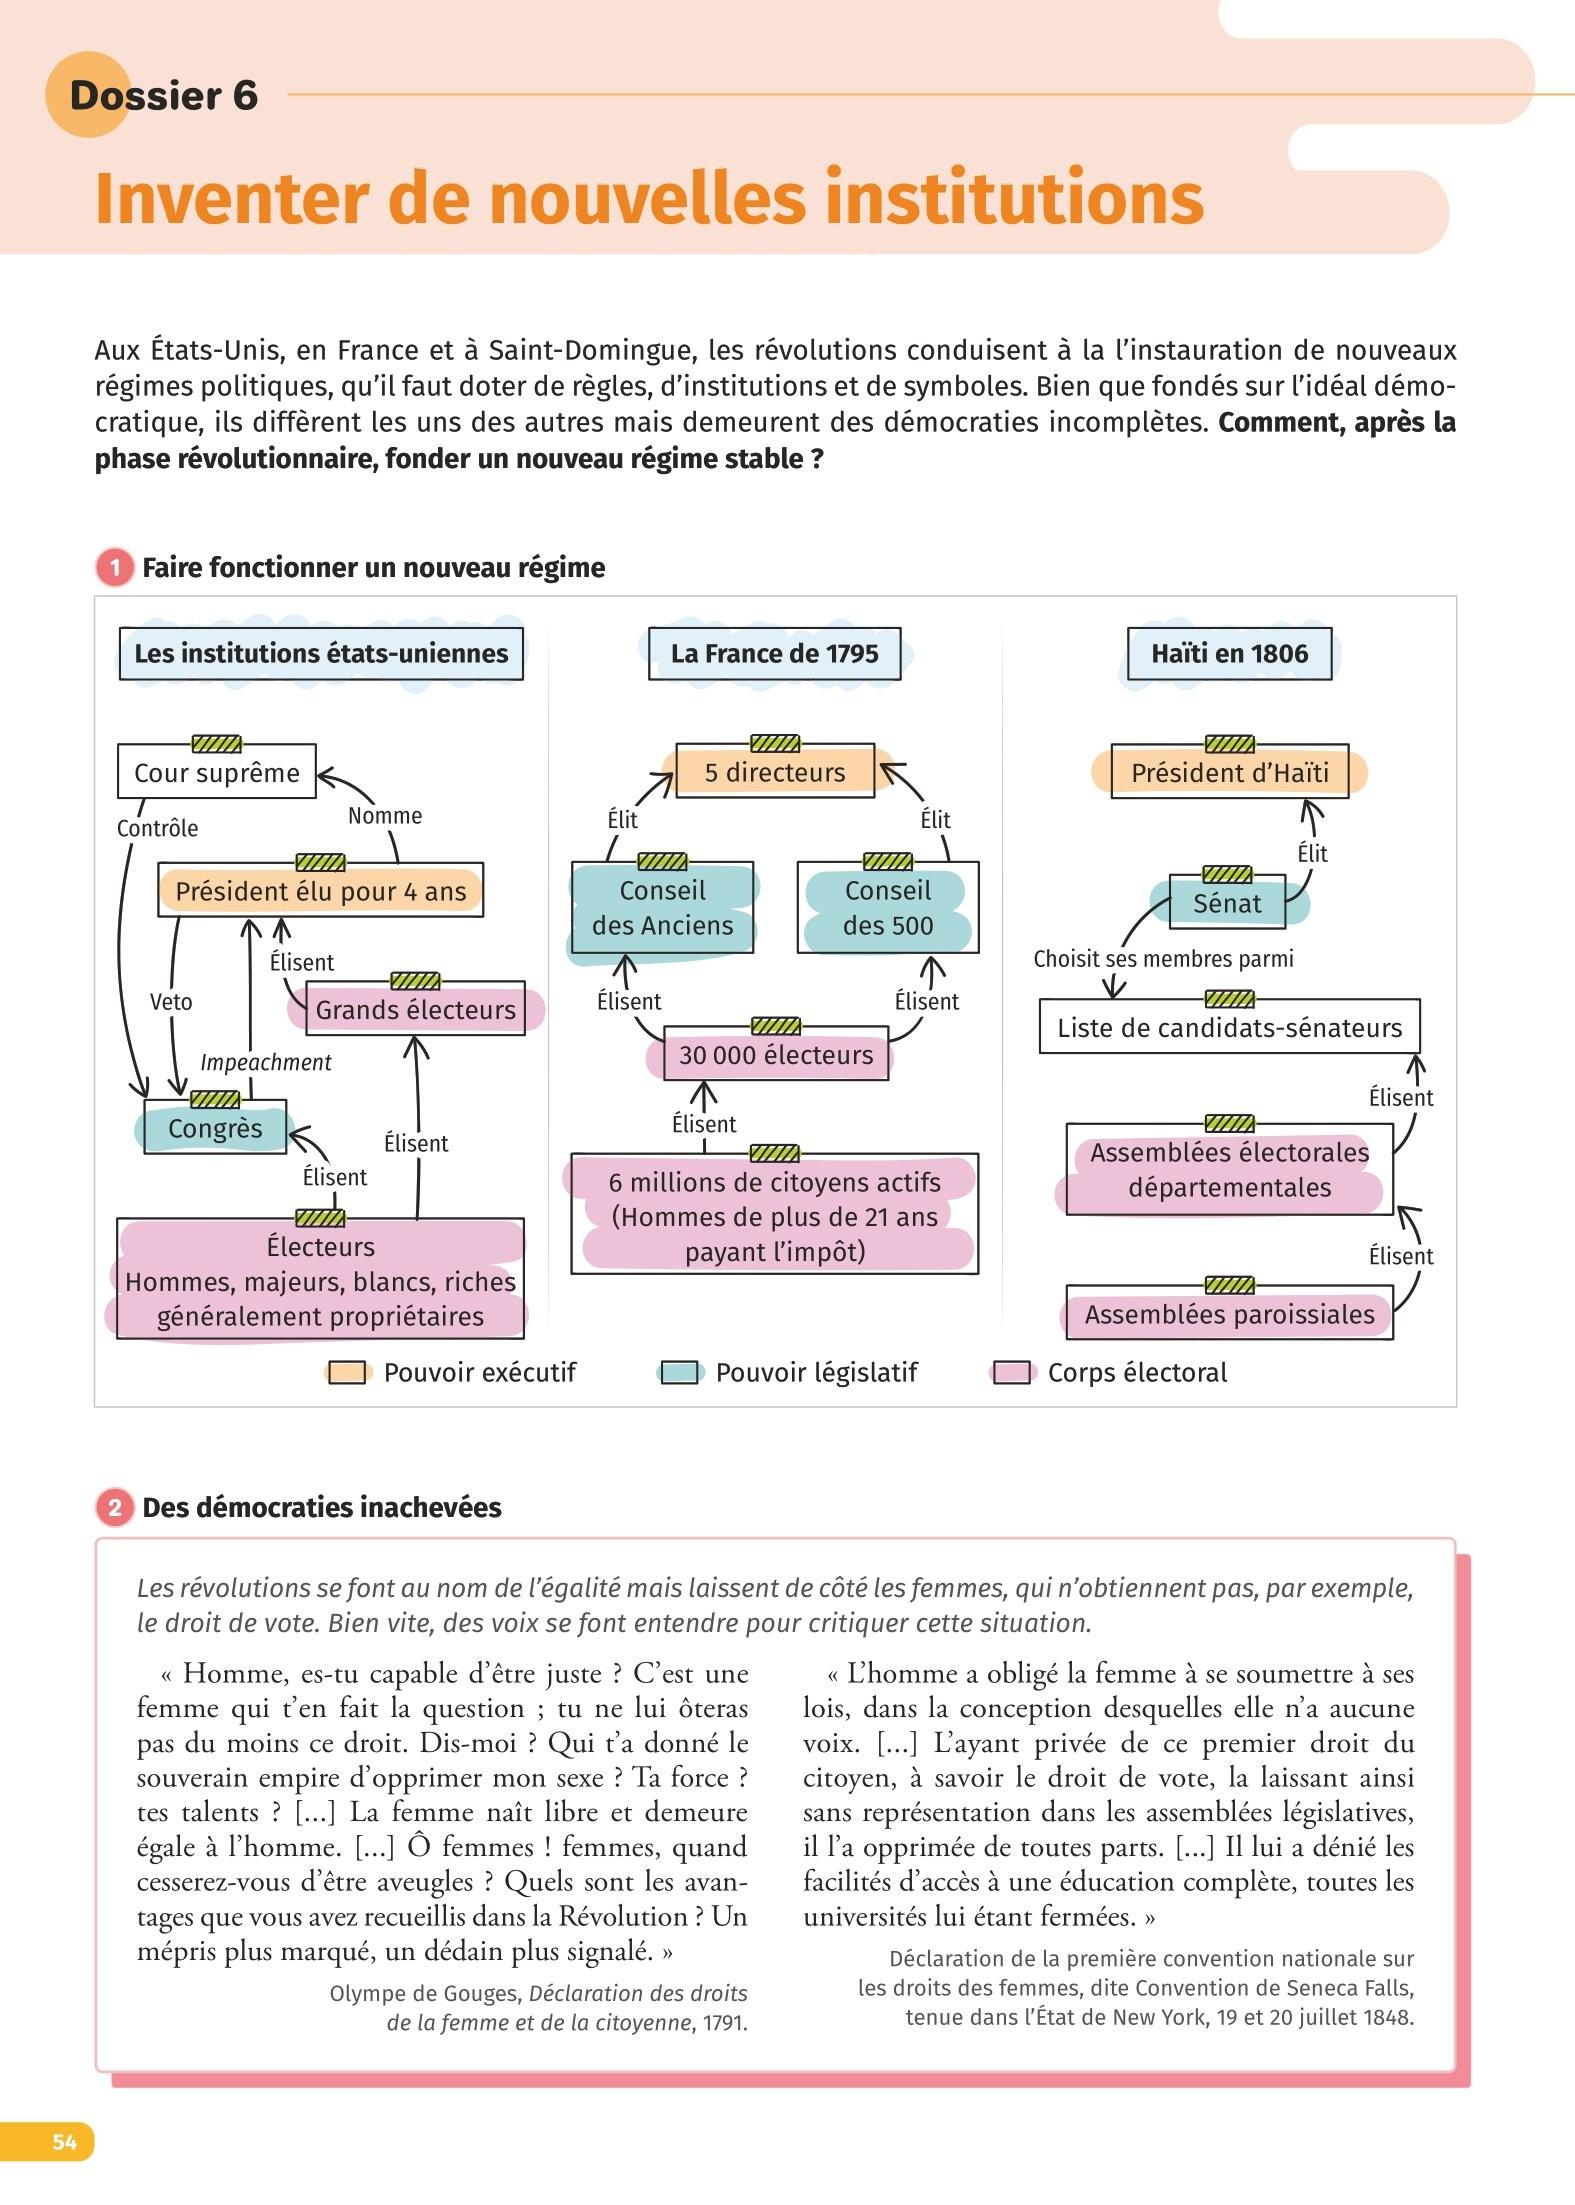 Dossier 6
Inventer de nouvelles institutions
Aux États-Unis, en France et à Saint-Domingue, les révolutions conduisent à la l'instauration de nouveaux
régimes politiques, qu'il faut doter de règles, d'institutions et de symboles. Bien que fondés sur l'idéal démo-
cratique, ils diffèrent les uns des autres mais demeurent des démocraties incomplètes. Comment, après la
phase révolutionnaire, fonder un nouveau régime stable ?
1 Faire fonctionner un nouveau régime
Les institutions états-uniennes
Cour suprême
Nomme
Contrôle
Président élu pour 4 ans
Élisent
Veto
Grands électeurs
Impeachment
Congrès
Élisent
Élisent
Électeurs
Hommes, majeurs, blancs, riches
généralement propriétaires
La France de 1795
5 directeurs
Élit
Élit
Conseil
des Anciens
Conseil
des 500
Élisent
Élisent
30 000 électeurs
Élisent
6 millions de citoyens actifs
(Hommes de plus de 21 ans
payant l'impôt)
Haïti en 1806
Président d'Haïti
Élit
Sénat
Choisit ses membres parmi
Liste de candidats-sénateurs
Élisent
Assemblées électorales
départementales
Élisent
Assemblées paroissiales
Pouvoir exécutif
Pouvoir législatif
Corps électoral
2 Des démocraties inachevées
Les révolutions se font au nom de l'égalité mais laissent de côté les femmes, qui n'obtiennent pas, par exemple,
le droit de vote. Bien vite, des voix se font entendre pour critiquer cette situation.
« Homme, es-tu capable d'être juste ? C'est une
femme qui t'en fait la question ; tu ne lui ôteras
pas du moins ce droit. Dis-moi ? Qui t'a donné le
souverain empire d'opprimer mon sexe ? Ta force ?
tes talents ? [...] La femme naît libre et demeure
égale à l'homme. [...] Ô femmes ! femmes, quand
cesserez-vous d'être aveugles ? Quels sont les avan-
tages que vous avez recueillis dans la Révolution ? Un
mépris plus marqué, un dédain plus signalé. »
Olympe de Gouges, Déclaration des droits
de la femme et de la citoyenne, 1791.
« L'homme a obligé la femme à se soumettre à ses
lois, dans la conception desquelles elle n'a aucune
voix. [...] L'ayant privée de ce premier droit du
citoyen, à savoir le droit de vote, la laissant ainsi
sans représentation dans les assemblées législatives,
il l'a opprimée de toutes parts. [...] Il lui a dénié les
facilités d'accès à une éducation complète, toutes les
universités lui étant fermées. »
Déclaration de la première convention nationale sur
les droits des femmes, dite Convention de Seneca Falls,
tenue dans l'État de New York, 19 et 20 juillet 1848.
54